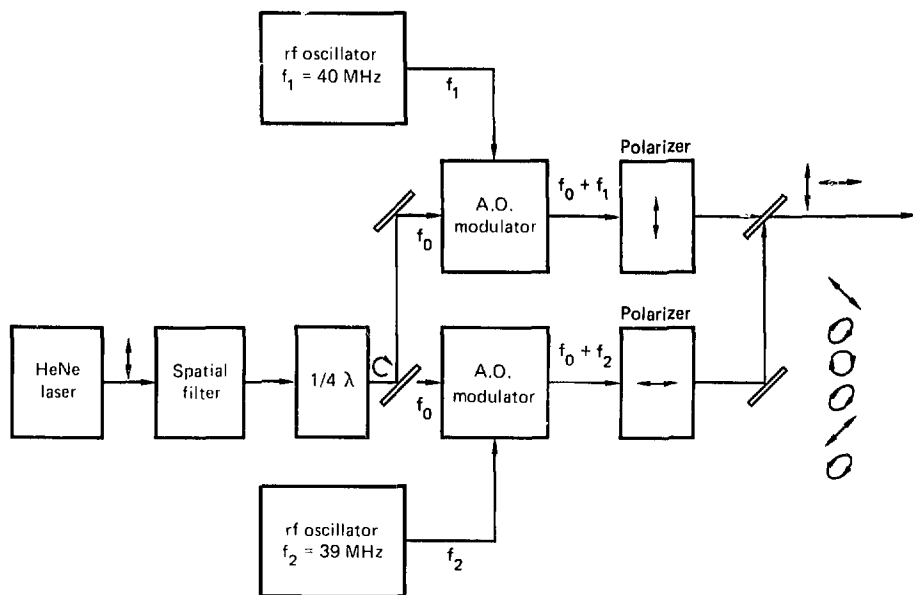 rf oscillator
f₁ = 40 MHz
f₁
Polarizer
A.O.
modulator
f₀
f₀ + f₁
HeNe
laser
Spatial
filter
1/4 λ
f₀
A.O.
modulator
f₀ + f₂
Polarizer
rf oscillator
f₂ = 39 MHz
f₂